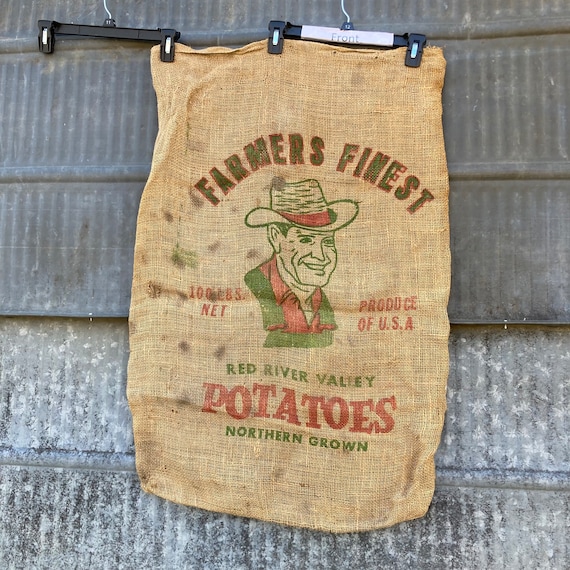 Front
FARMERS FINEST
100 LBS. NET
PRODUCE OF U.S.A
RED RIVER VALLEY
POTATOES
NORTHERN GROWN